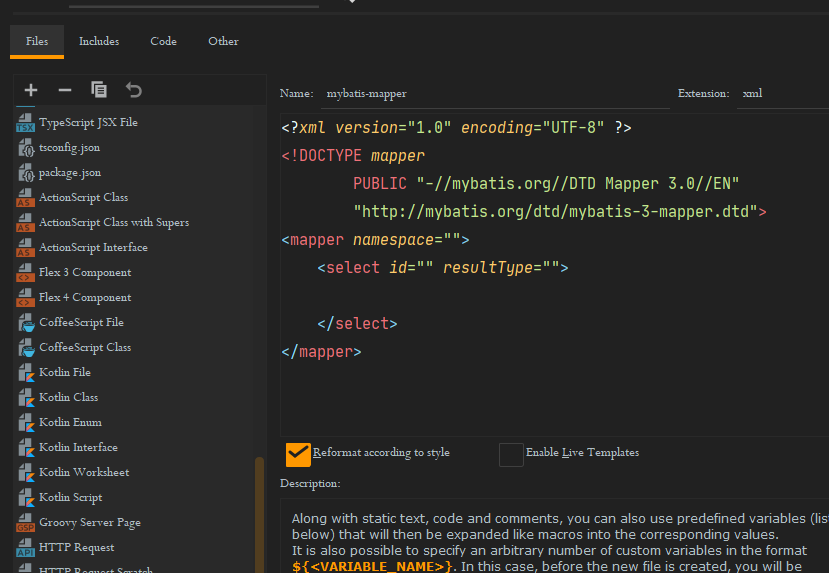 Files Includes Code Other
TypeScript JSX File
tsconfig.json
package.json
ActionScript Class
ActionScript Class with Supers
ActionScript Interface
Flex 3 Component
Flex 4 Component
CoffeeScript File
CoffeeScript Class
Kotlin File
Kotlin Class
Kotlin Enum
Kotlin Interface
Kotlin Worksheet
Kotlin Script
Groovy Server Page
HTTP Request
HTTP Request Scratch
Name: mybatis-mapper Extension: xml
<?xml version="1.0" encoding="UTF-8" ?>
<!DOCTYPE mapper
PUBLIC "-//mybatis.org//DTD Mapper 3.0//EN"
"http://mybatis.org/dtd/mybatis-3-mapper.dtd">
<mapper namespace="">
<select id="" resultType="">
</select>
</mapper>
Reformat according to style Enable Live Templates
Description:
Along with static text, code and comments, you can also use predefined variables (lis
below) that will then be expanded like macros into the corresponding values.
It is also possible to specify an arbitrary number of custom variables in the format
${<VARIABLE_NAME>}. In this case, before the new file is created, you will be